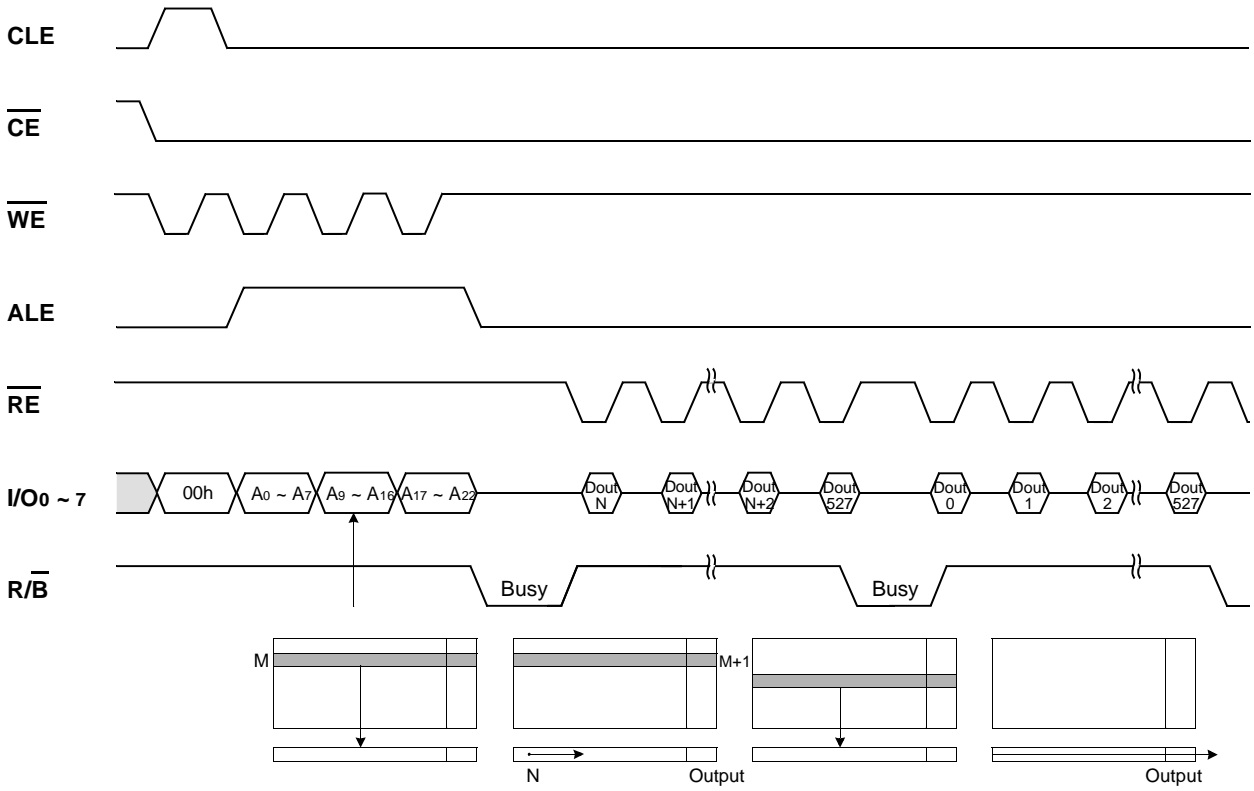 CLE
CE
WE
ALE
RE
I/O0 ~ 7
00h
A0 ~ A7
A9 ~ A16
A17 ~ A22
Dout
N
Dout
N+1
Dout
N+2
Dout
527
Dout
0
Dout
1
Dout
2
Dout
527
R/B
Busy
Busy
M
M+1
N
Output
Output